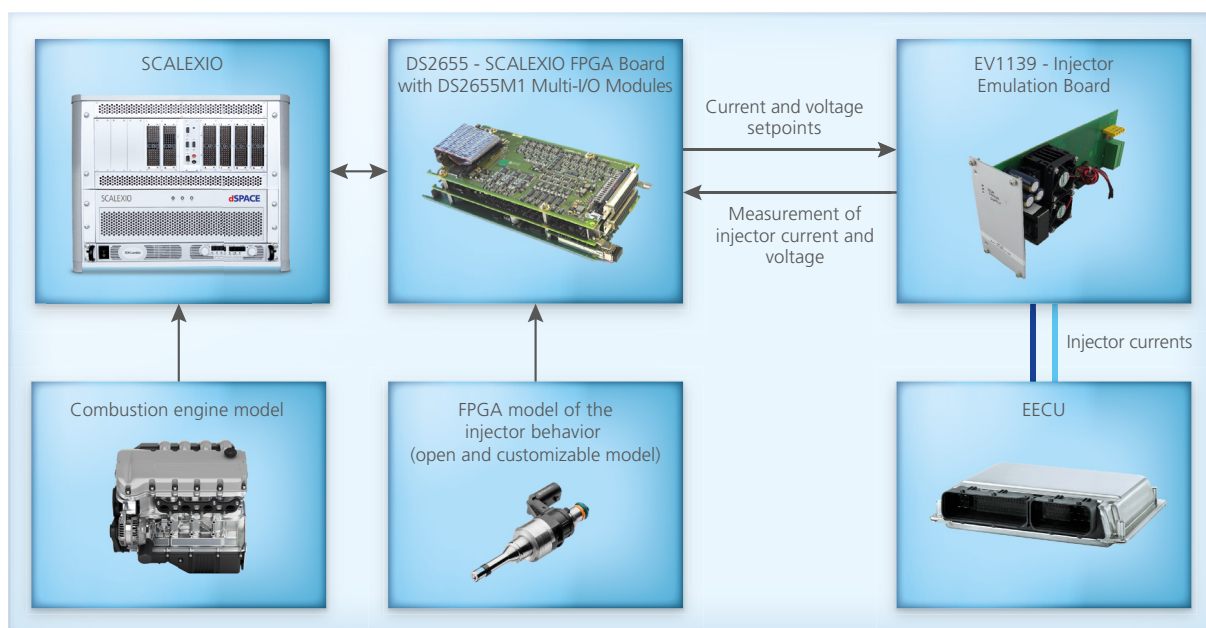 SCALEXIO
DS2655 - SCALEXIO FPGA Board
with DS2655M1 Multi-I/O Modules
EV1139 - Injector
Emulation Board
Current and voltage
setpoints
SCALEXIO
dSPACE
Measurement of
injector current and
voltage
Injector currents
Combustion engine model
FPGA model of the
injector behavior
(open and customizable model)
EECU